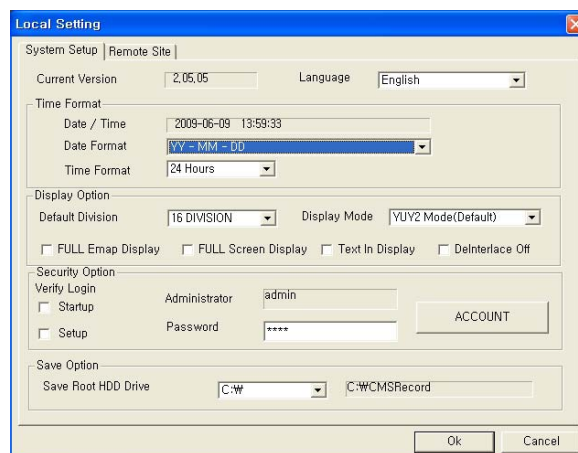 Local Setting
System Setup Remote Site
Current Version 2,05,05 Language English
Time Format
Date / Time 2009-06-09 13:59:33
Date Format YY - MM - DD
Time Format 24 Hours
Display Option
Default Division 16 DIVISION Display Mode YUY2 Mode(Default)
FULL Emap Display FULL Screen Display Text In Display DeInterlace Off
Security Option
Verify Login
Startup Administrator admin
Setup Password **** ACCOUNT
Save Option
Save Root HDD Drive C:₩ C:₩CMSRecord
Ok Cancel